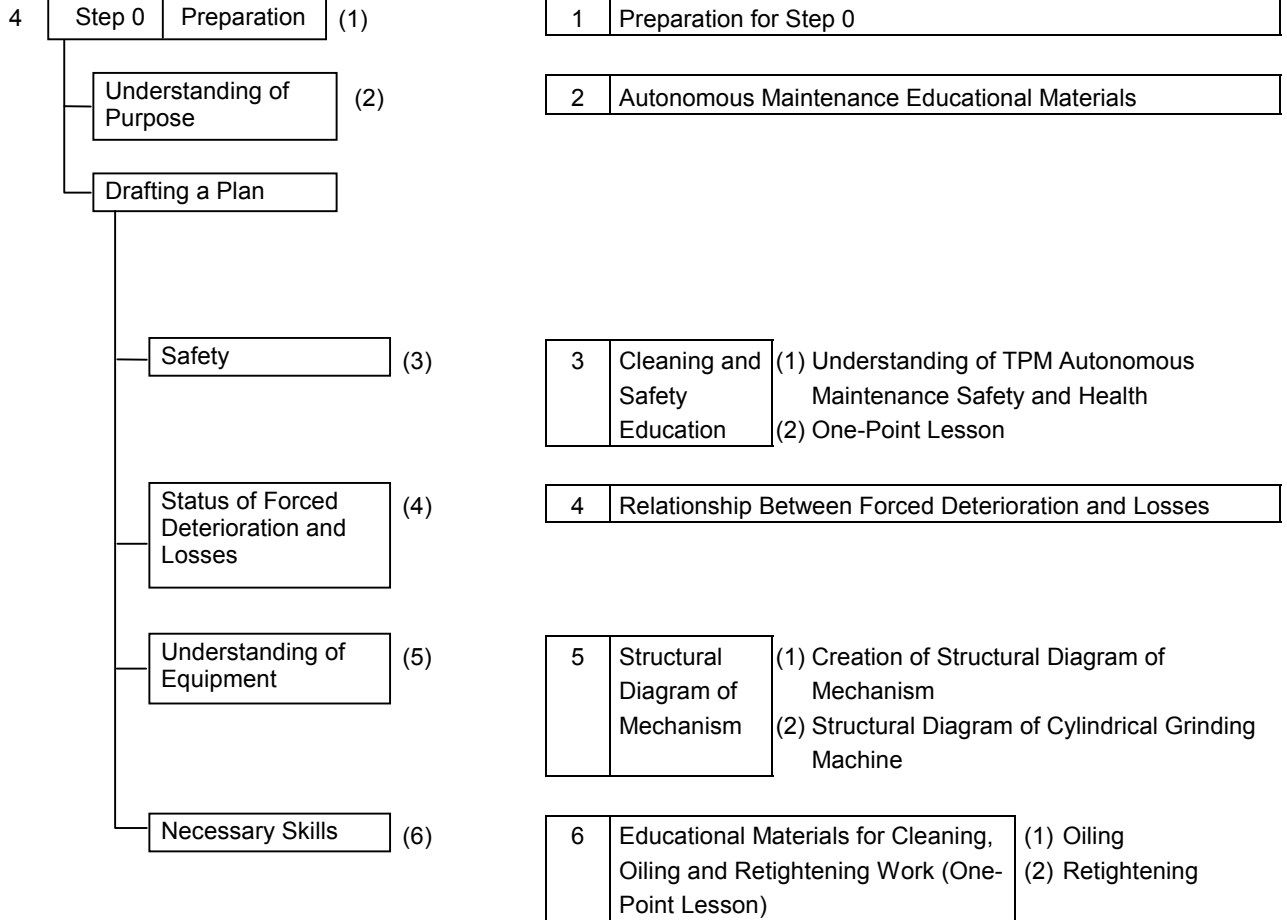 4 Step 0 Preparation (1) 1 Preparation for Step 0
Understanding of (2) 2 Autonomous Maintenance Educational Materials
Purpose
Drafting a Plan
Safety (3) 3 Cleaning and (1) Understanding of TPM Autonomous
Safety Maintenance Safety and Health
Education (2) One-Point Lesson
Status of Forced (4) 4 Relationship Between Forced Deterioration and Losses
Deterioration and
Losses
Understanding of (5) 5 Structural (1) Creation of Structural Diagram of
Equipment Diagram of Mechanism
Mechanism (2) Structural Diagram of Cylindrical Grinding
Machine
Necessary Skills (6) 6 Educational Materials for Cleaning, (1) Oiling
Oiling and Retightening Work (One- (2) Retightening
Point Lesson)